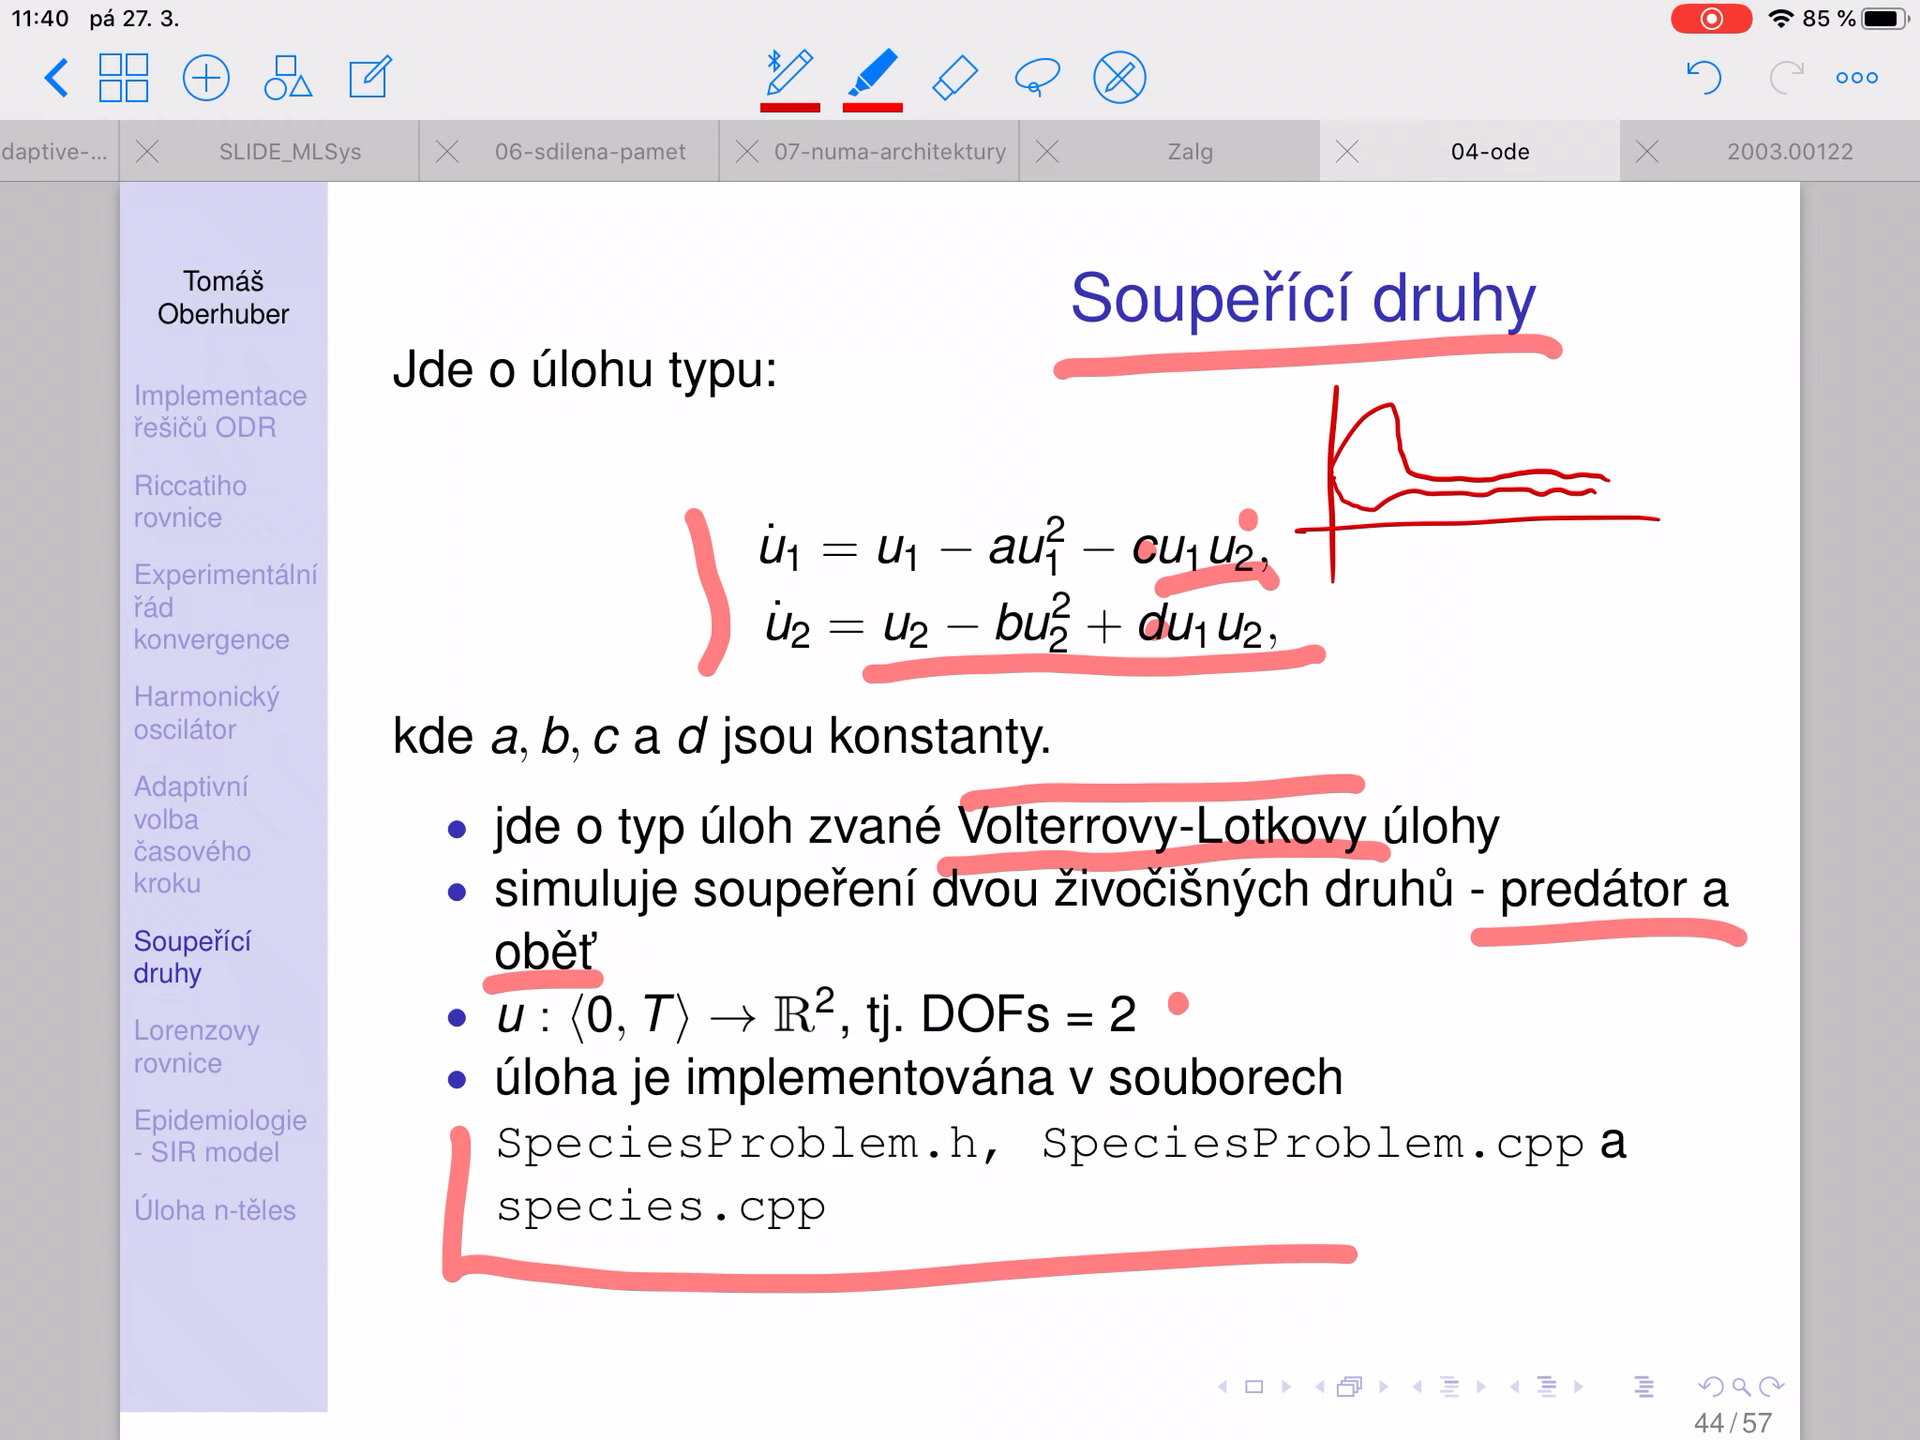 11:40 pá 27. 3.
85 %
daptive-...
SLIDE_MLSys
06-sdilena-pamet
07-numa-architektury
Zalg
04-ode
2003.00122
Tomáš
Oberhuber
Implementace
řešičů ODR
Riccatiho
rovnice
Experimentální
řád
konvergence
Harmonický
oscilátor
Adaptivní
volba
časového
kroku
Soupeřící
druhy
Lorenzovy
rovnice
Epidemiologie
- SIR model
Úloha n-těles
Soupeřící druhy
Jde o úlohu typu:
u̇₁ = u₁ − au₁² − cu₁u₂,
u̇₂ = u₂ − bu₂² + du₁u₂,
kde a, b, c a d jsou konstanty.
• jde o typ úloh zvané Volterrovy-Lotkovy úlohy
• simuluje soupeření dvou živočišných druhů - predátor a
oběť
• u : ⟨0, T⟩ → ℝ², tj. DOFs = 2
• úloha je implementována v souborech
SpeciesProblem.h, SpeciesProblem.cpp a
species.cpp
44 / 57